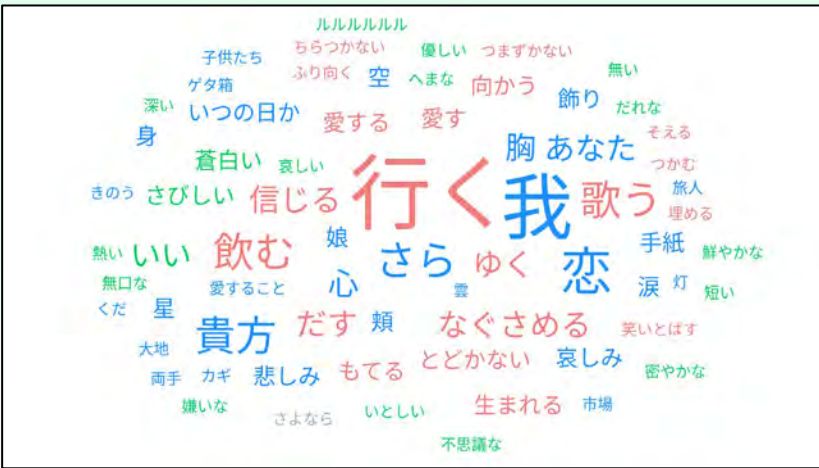 ルルルルルル
子供たち ちらつかない 優しい つまずかない
ゲタ箱 ふり向く 空 へまな 向かう 無い
深い いつの日か 愛する 愛す 飾り だれな
身 蒼白い 哀しい 胸 あなた そえる
きのう さびしい 信じる 行く 我 歌う つかむ 旅人
埋める
熱い いい 飲む 娘 さら ゆく 恋 手紙 鮮やかな
無口な 愛すること 心 雲 涙 灯 短い
くだ 星 貴方 だす 頬 なぐさめる 笑いとばす
大地 とどかない 哀しみ
両手 カギ 悲しみ もてる 密やかな
嫌いな さよなら いとしい 生まれる 市場
不思議な